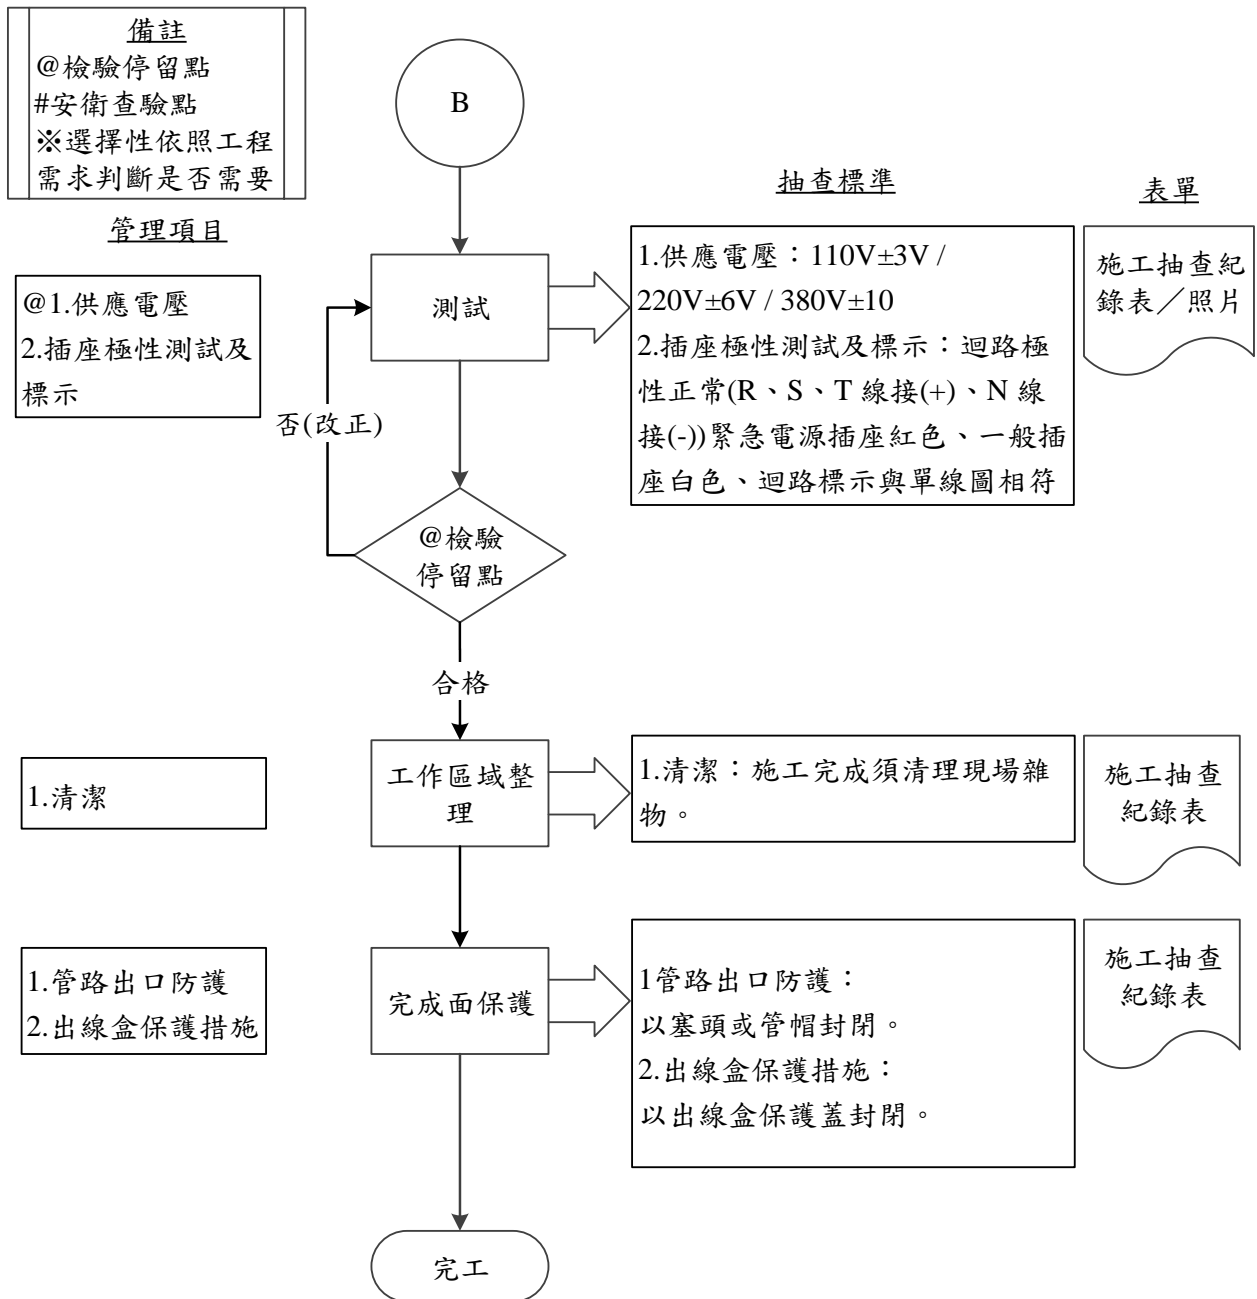 備註
@檢驗停留點
#安衛查驗點
※選擇性依照工程
需求判斷是否需要
B
管理項目
抽查標準
表單
@1.供應電壓
2.插座極性測試及
標示
測試
1.供應電壓：110V±3V /
220V±6V / 380V±10
2.插座極性測試及標示：迴路極
性正常(R、S、T 線接(+)、N 線
接(-))緊急電源插座紅色、一般插
座白色、迴路標示與單線圖相符
施工抽查紀
錄表／照片
否(改正)
@檢驗
停留點
合格
1.清潔
工作區域整
理
1.清潔：施工完成須清理現場雜
物。
施工抽查
紀錄表
1.管路出口防護
2.出線盒保護措施
完成面保護
1管路出口防護：
以塞頭或管帽封閉。
2.出線盒保護措施：
以出線盒保護蓋封閉。
施工抽查
紀錄表
完工